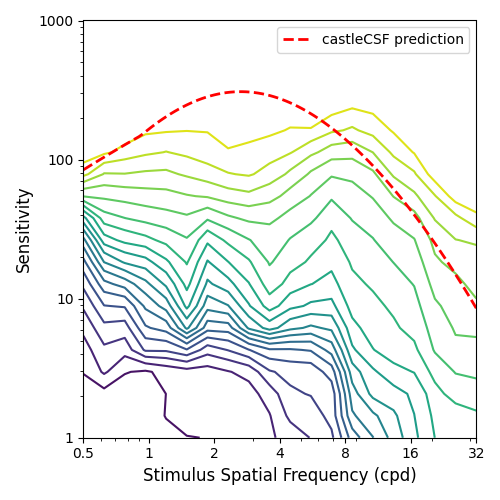 1000
castleCSF prediction
100
Sensitivity
10
1
0.5 1 2 4 8 16 32
Stimulus Spatial Frequency (cpd)